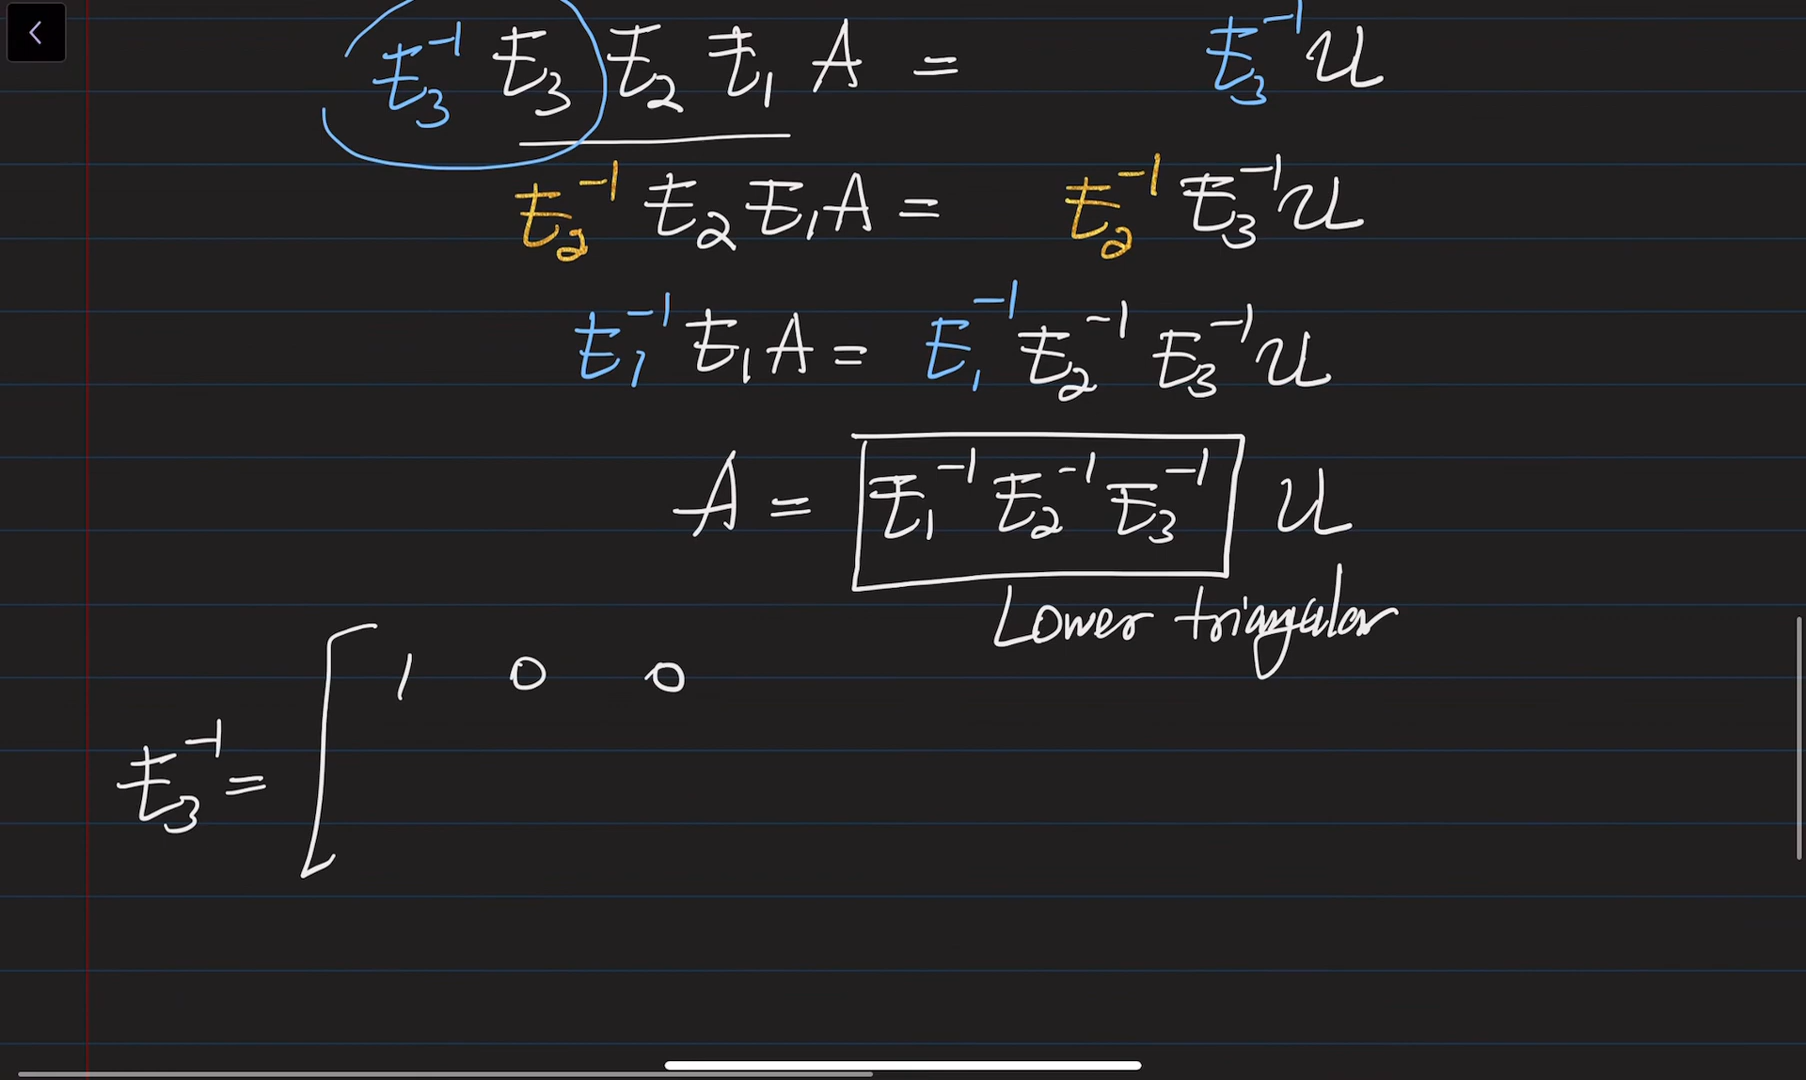 E₃⁻¹ E₃ E₂ E₁ A = E₃⁻¹ U
E₂⁻¹ E₂ E₁ A = E₂⁻¹ E₃⁻¹ U
E₁⁻¹ E₁ A = E₁⁻¹ E₂⁻¹ E₃⁻¹ U
A = E₁⁻¹ E₂⁻¹ E₃⁻¹ U
Lower triangular
1 0 0
E₃⁻¹ = [